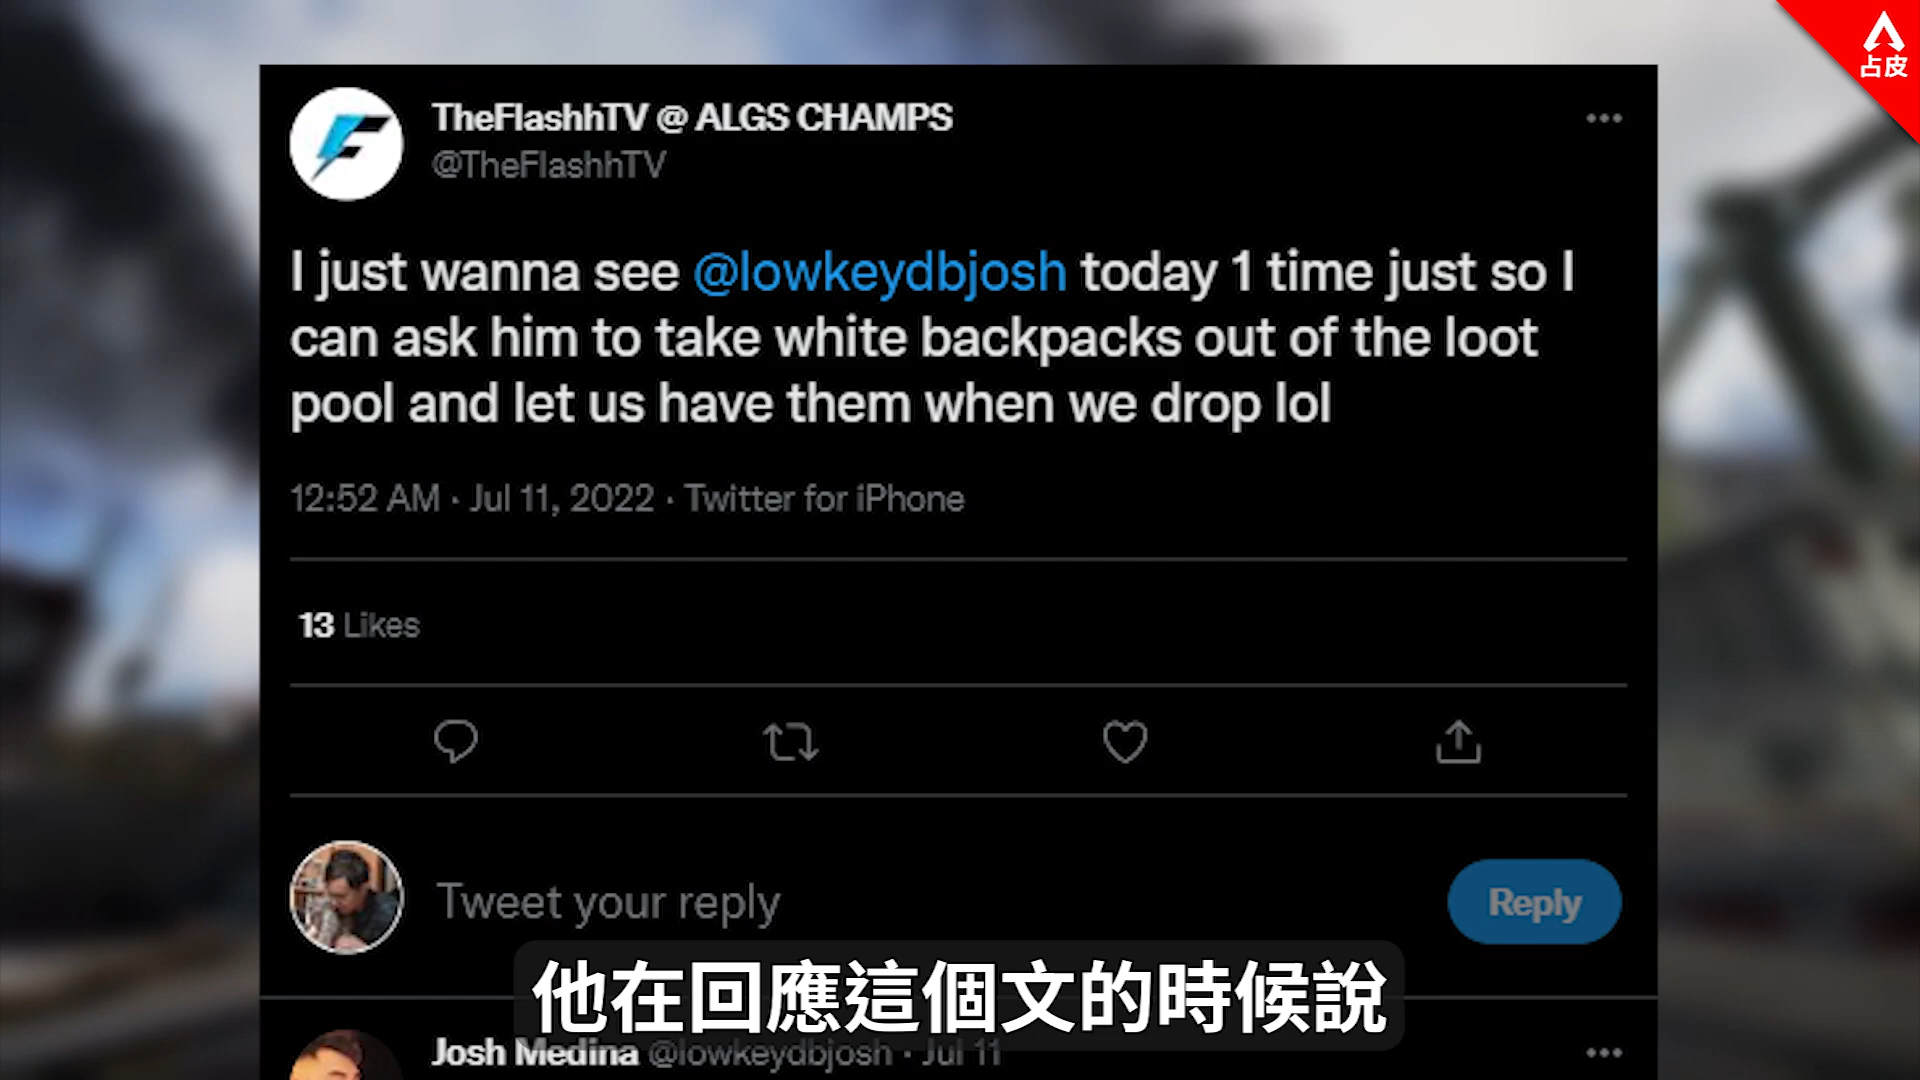 占皮
TheFlashhTV @ ALGS CHAMPS
@TheFlashhTV
I just wanna see @lowkeydbjosh today 1 time just so I
can ask him to take white backpacks out of the loot
pool and let us have them when we drop lol
12:52 AM · Jul 11, 2022 · Twitter for iPhone
13 Likes
Tweet your reply
Reply
他在回應這個文的時候說
Josh Medina @lowkeydbjosh · Jul 11